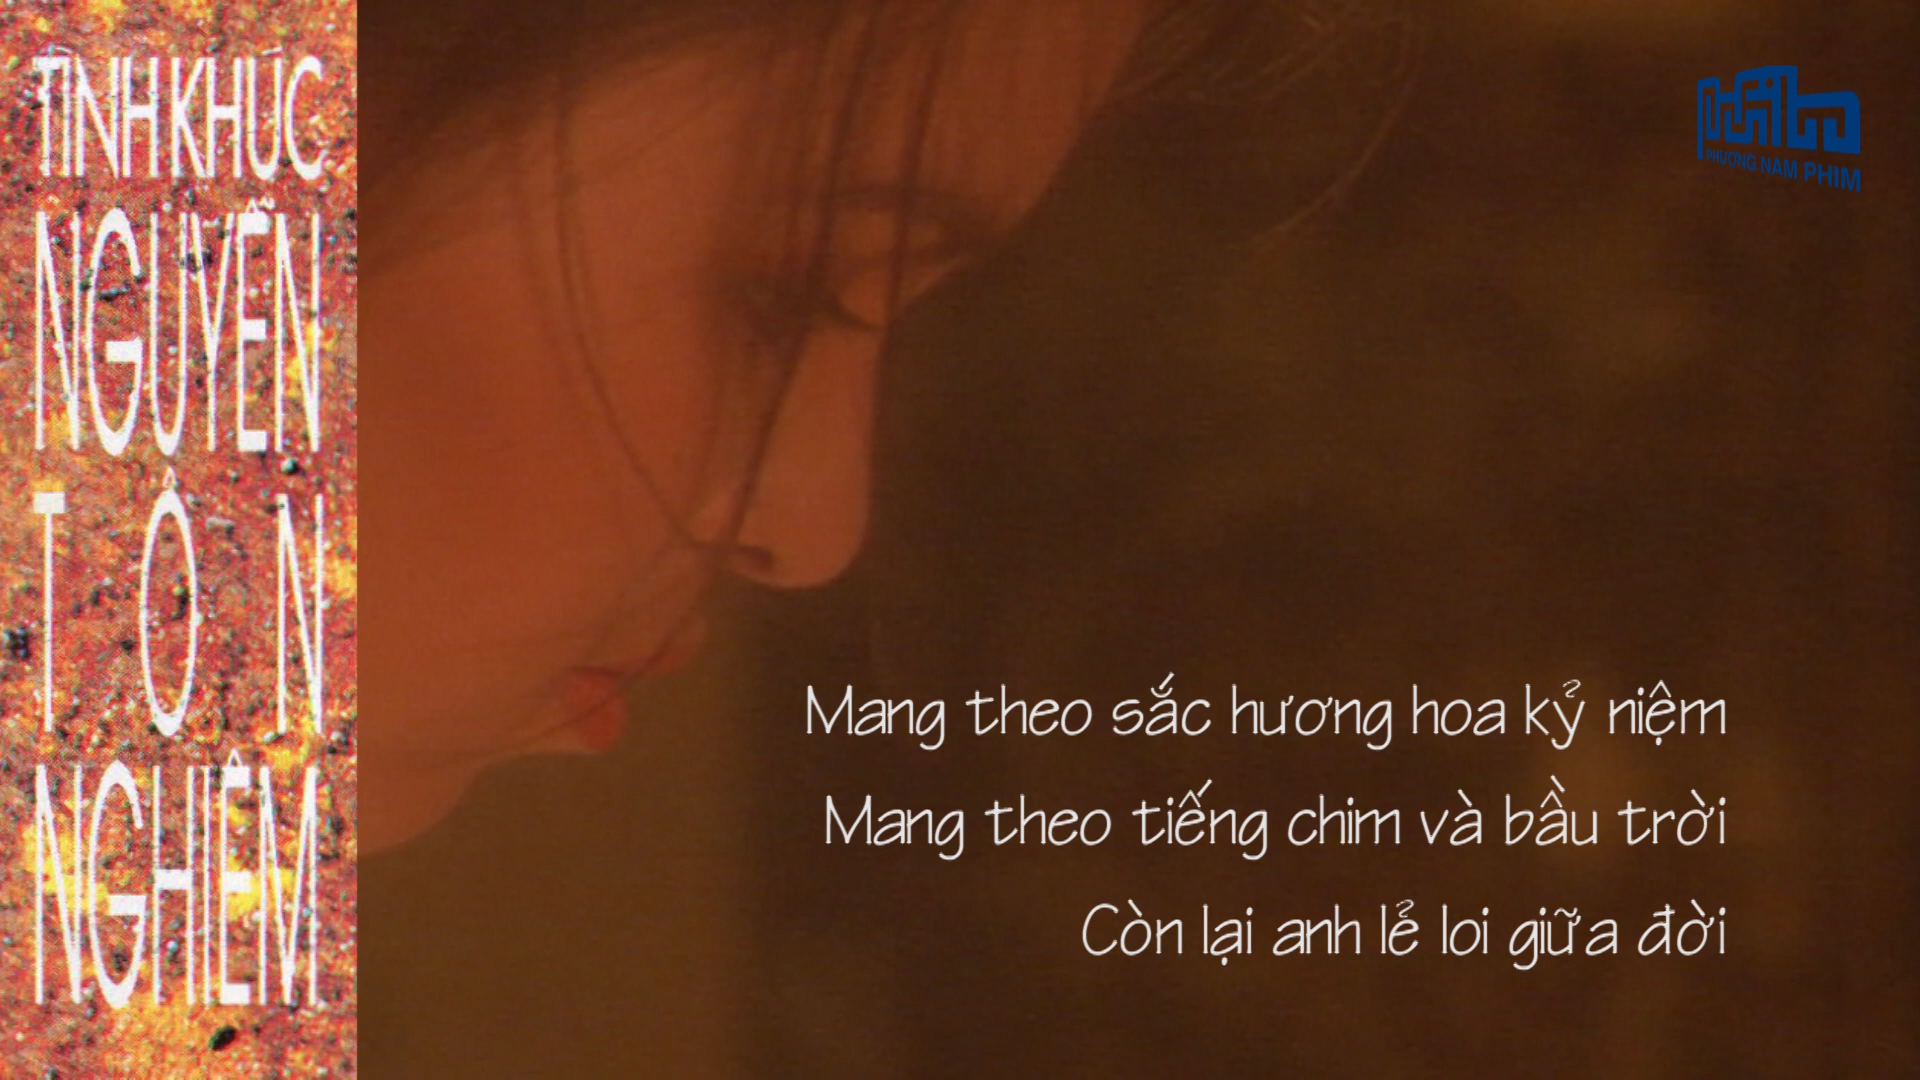 TÌNH KHÚC
NGUYỄN
TÔN
NGHIÊM
PHƯƠNG NAM PHIM
Mang theo sắc hương hoa kỷ niệm
Mang theo tiếng chim và bầu trời
Còn lại anh lẻ loi giữa đời